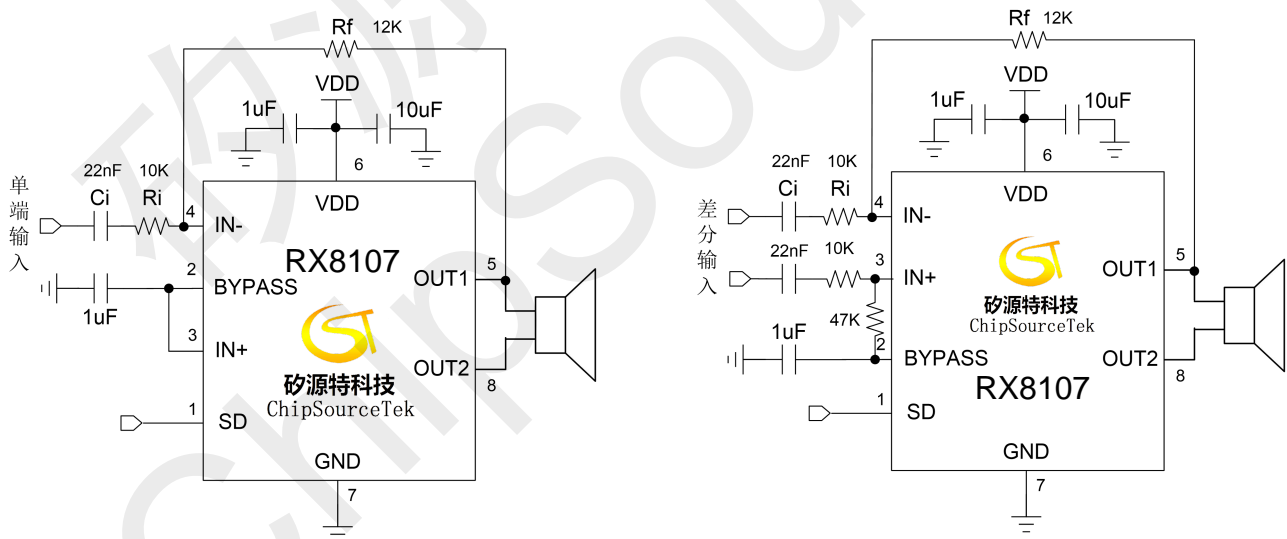 Rf 12K
VDD
1uF
10uF
6
22nF
10K
Ci
Ri
4
VDD
单端输入
IN-
RX8107
2
BYPASS
5
OUT1
1uF
3
IN+
矽源特科技
ChipSourceTek
OUT2
8
1
SD
GND
7
Rf 12K
VDD
1uF
10uF
6
22nF
10K
Ci
Ri
4
VDD
差分输入
IN-
22nF
10K
3
IN+
5
OUT1
47K
矽源特科技
ChipSourceTek
1uF
2
BYPASS
OUT2
8
RX8107
1
SD
GND
7
矽源
ChipSou